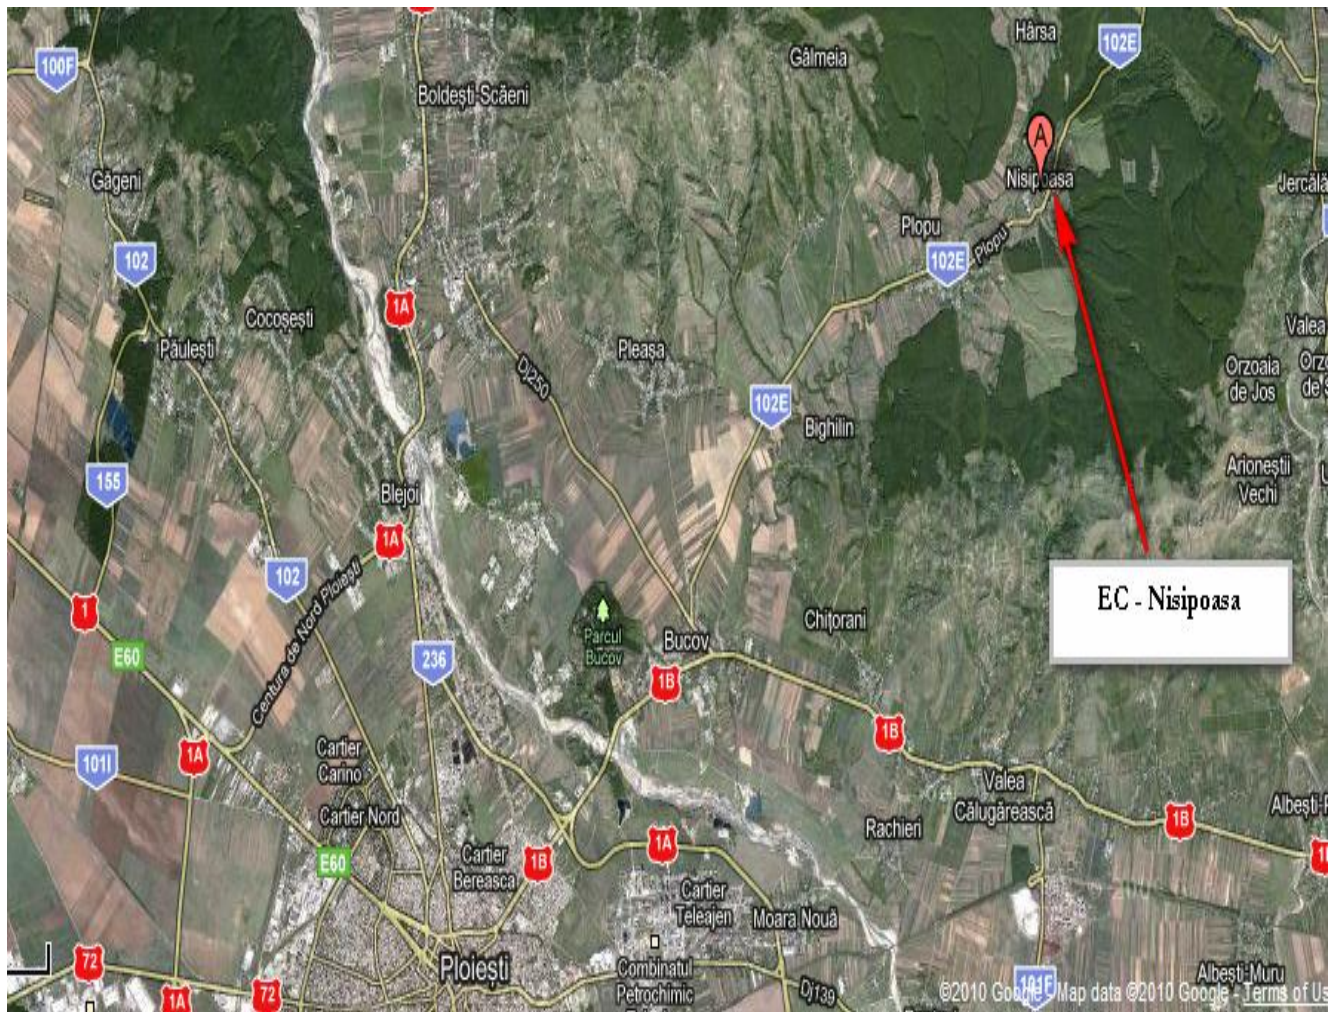 Hârsa
102E
Gâlmeia
100F
Boldești-Scăeni
A
Nisipoasa
Găgeni
Plopu
102
102E
Plopu
1A
Cocoșești
Păulești
Pleașa
Valea
Orzoaia
de Jos
Dj250
102E
Bighilin
Arioneștii
Vechi
155
Blejoi
1A
102
EC - Nisipoasa
1
Centura de Nord Ploiești
Parcul
Bucov
Bucov
Chițorani
E60
236
1B
1B
1A
101I
Cartier
Carino
Valea
Călugărească
Cartier Nord
Rachieri
1B
Albești-
E60
Cartier
Bereasca
1B
1A
Cartier
Teleajen
Moara Nouă
72
Ploiești
Combinatul
Petrochimic
Dj139
101F
Albești-Muru
1A
72
©2010 Google - Map data ©2010 Google - Terms of Us